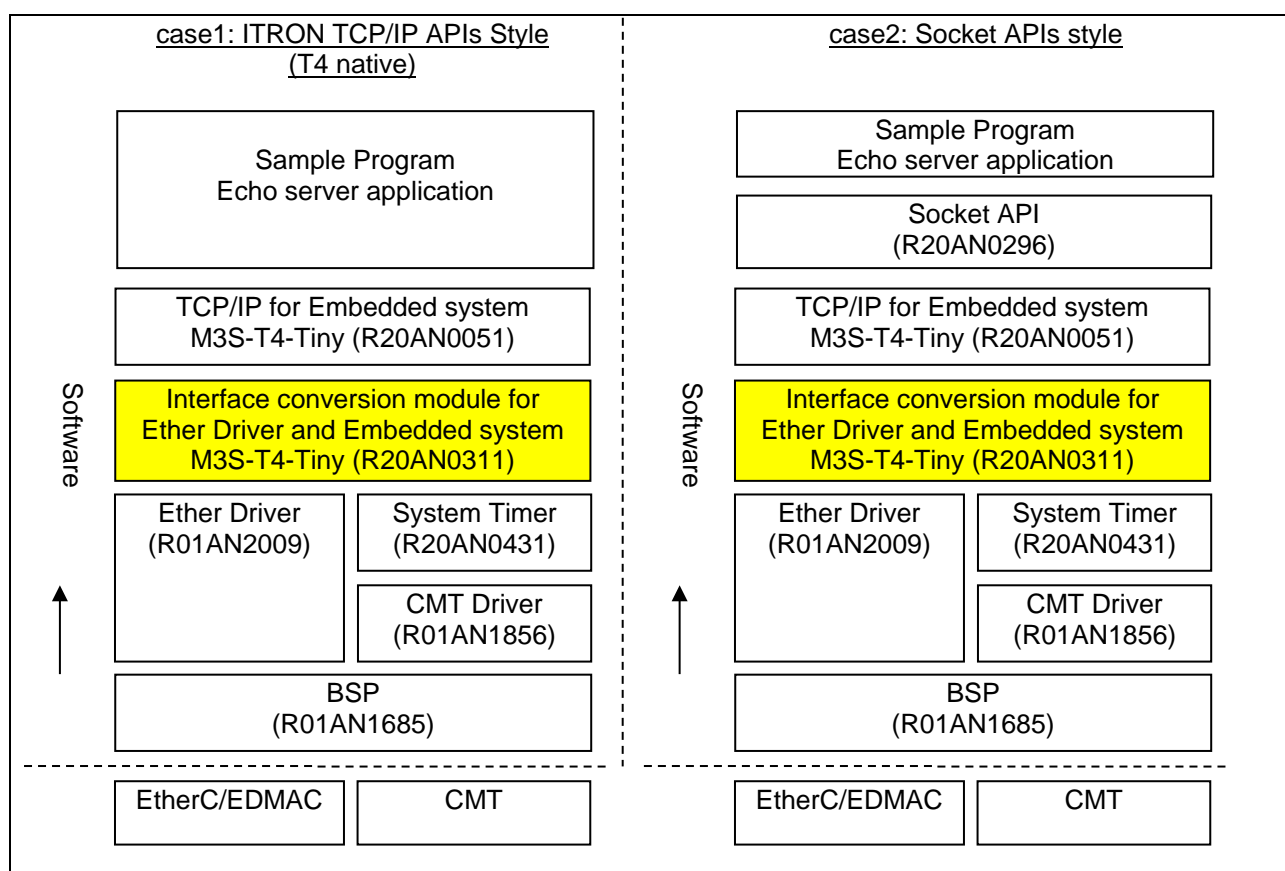 case1: ITRON TCP/IP APIs Style
(T4 native)
Sample Program
Echo server application
TCP/IP for Embedded system
M3S-T4-Tiny (R20AN0051)
Interface conversion module for
Ether Driver and Embedded system
M3S-T4-Tiny (R20AN0311)
Software
Ether Driver
(R01AN2009)
System Timer
(R20AN0431)
CMT Driver
(R01AN1856)
BSP
(R01AN1685)
EtherC/EDMAC
CMT
case2: Socket APIs style
Sample Program
Echo server application
Socket API
(R20AN0296)
TCP/IP for Embedded system
M3S-T4-Tiny (R20AN0051)
Interface conversion module for
Ether Driver and Embedded system
M3S-T4-Tiny (R20AN0311)
Software
Ether Driver
(R01AN2009)
System Timer
(R20AN0431)
CMT Driver
(R01AN1856)
BSP
(R01AN1685)
EtherC/EDMAC
CMT